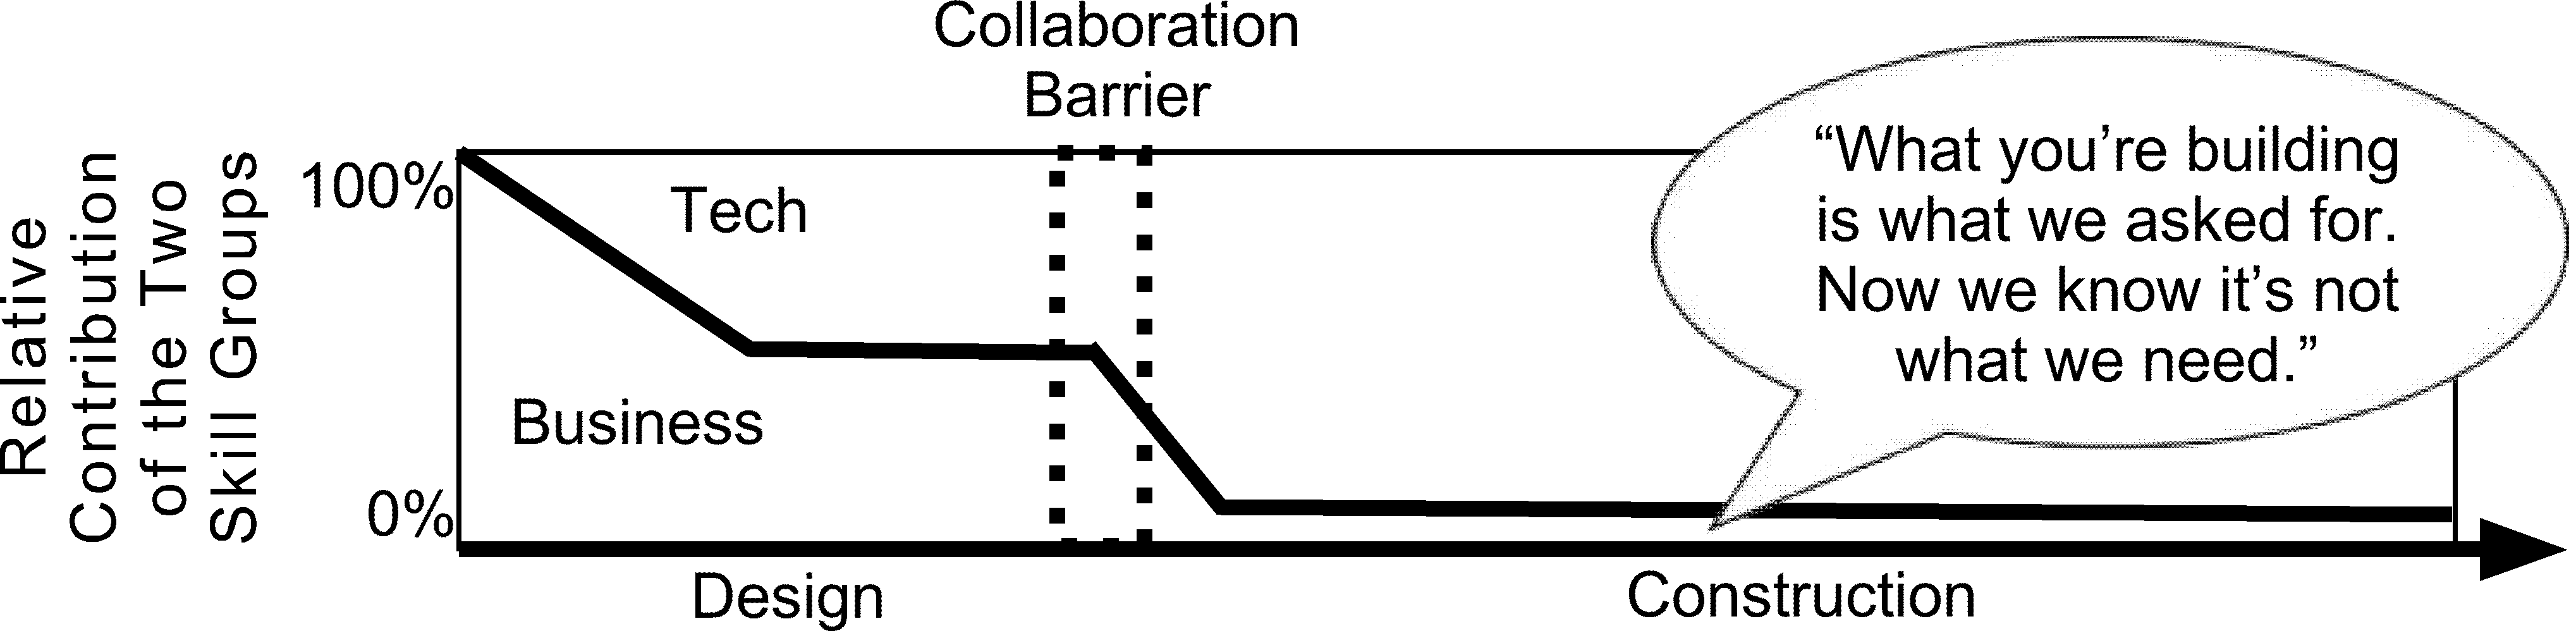 Collaboration
Barrier
Relative
Contribution
of the Two
Skill Groups
100%
0%
Tech
Business
“What you’re building
is what we asked for.
Now we know it’s not
what we need.”
Design
Construction